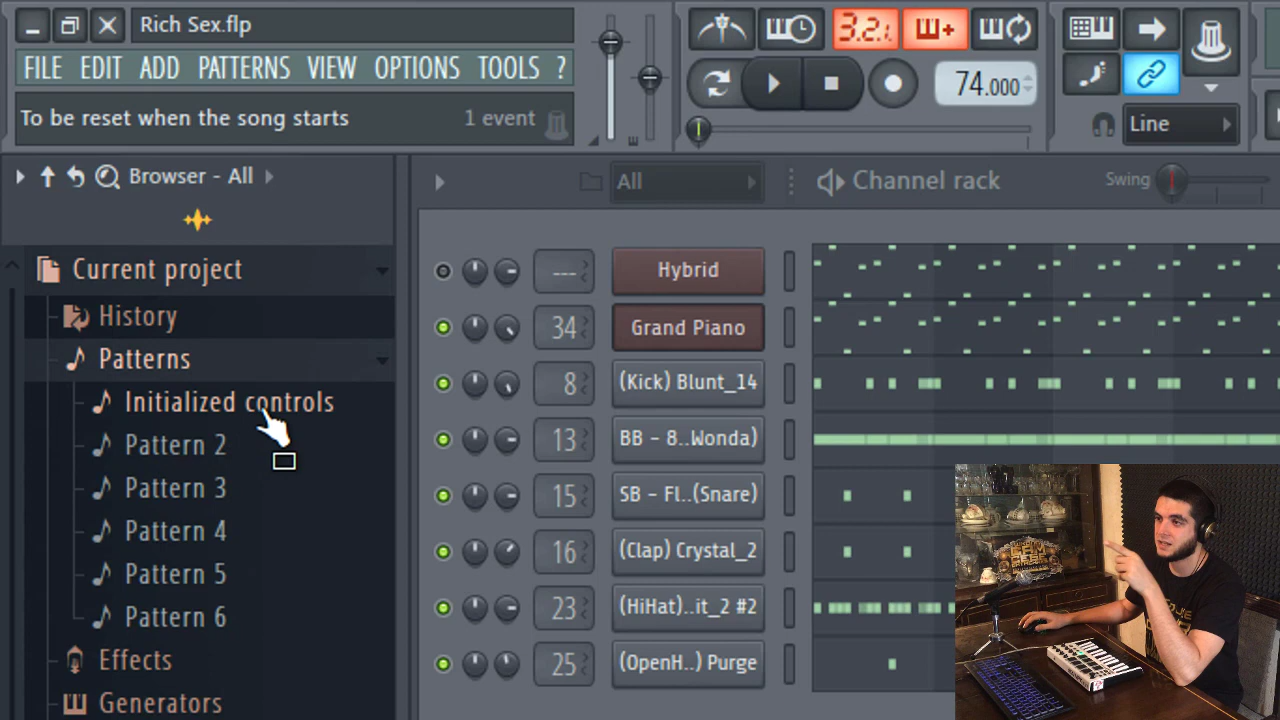 Rich Sex.flp
FILE EDIT ADD PATTERNS VIEW OPTIONS TOOLS ?
To be reset when the song starts 1 event
3.2.
74.000
Line
Browser - All
All
Channel rack
Swing
Current project
History
Patterns
Initialized controls
Pattern 2
Pattern 3
Pattern 4
Pattern 5
Pattern 6
Effects
Generators
--- Hybrid
34 Grand Piano
8 (Kick) Blunt_14
13 BB - 8..Wonda)
15 SB - Fl..(Snare)
16 (Clap) Crystal_2
23 (HiHat)..it_2 #2
25 (OpenH..) Purge